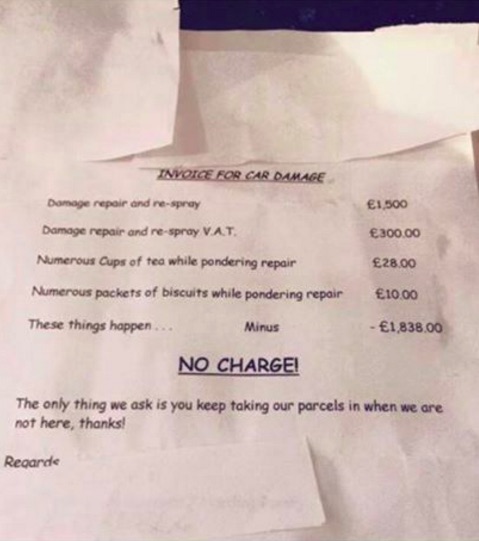 INVOICE FOR CAR DAMAGE
Damage repair and re-spray £1,500
Damage repair and re-spray V.A.T. £300.00
Numerous Cups of tea while pondering repair £28.00
Numerous packets of biscuits while pondering repair £10.00
These things happen . . . Minus - £1,838.00
NO CHARGE!
The only thing we ask is you keep taking our parcels in when we are
not here, thanks!
Regards